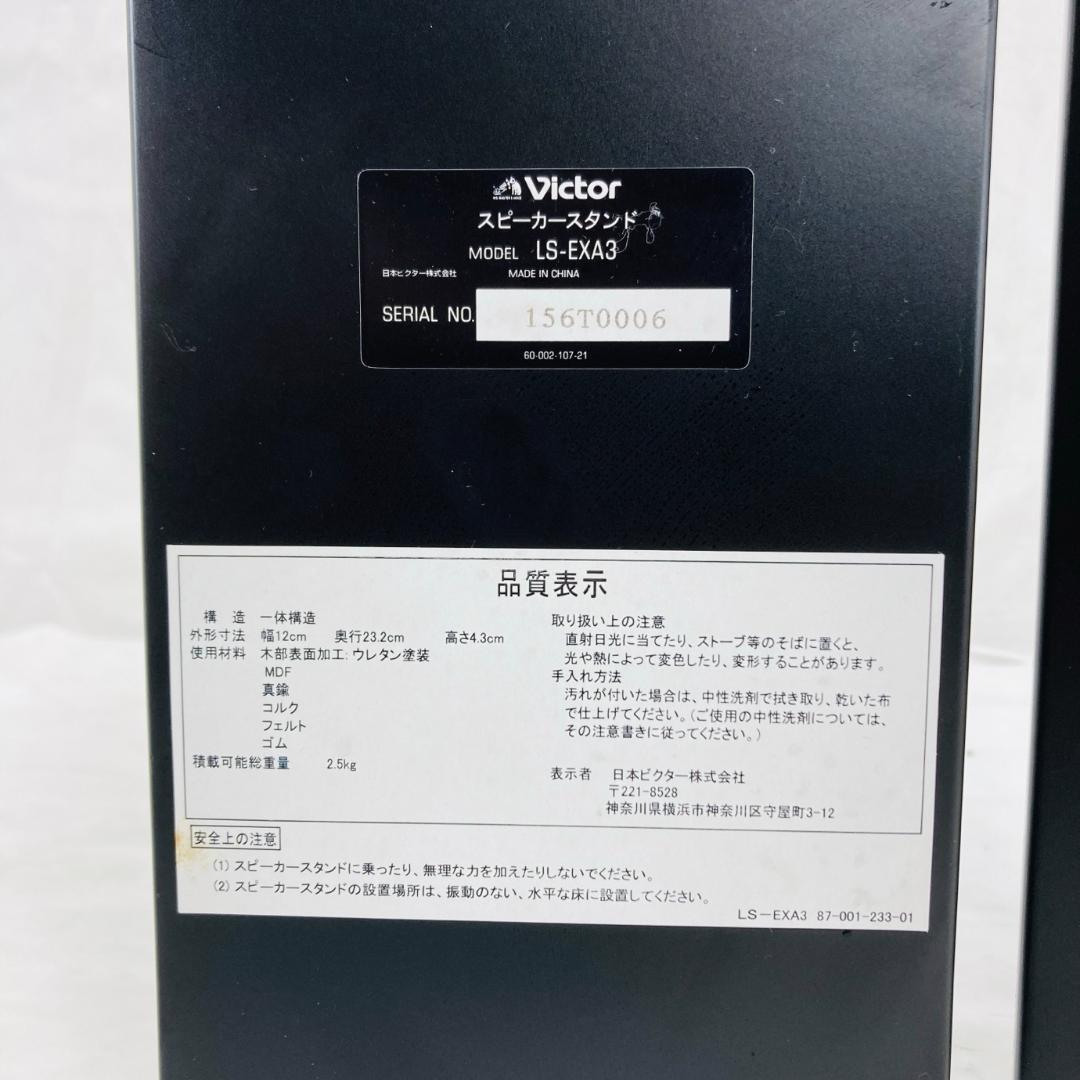 Victor
スピーカースタンド
MODEL LS-EXA3
日本ビクター株式会社 MADE IN CHINA
SERIAL NO. 156T0006
60-002-107-21
品質表示
構造 一体構造
外形寸法 幅12cm 奥行23.2cm 高さ4.3cm
使用材料 木部表面加工:ウレタン塗装
MDF
真鍮
コルク
フェルト
ゴム
積載可能総重量 2.5kg
取り扱い上の注意
直射日光に当てたり、ストーブ等のそばに置くと、
光や熱によって変色したり、変形することがあります。
手入れ方法
汚れが付いた場合は、中性洗剤で拭き取り、乾いた布
で仕上げてください。(ご使用の中性洗剤については、
その注意書きに従ってください。)
表示者 日本ビクター株式会社
〒221-8528
神奈川県横浜市神奈川区守屋町3-12
安全上の注意
(1) スピーカースタンドに乗ったり、無理な力を加えたりしないでください。
(2) スピーカースタンドの設置場所は、振動のない、水平な床に設置してください。
LS-EXA3 87-001-233-01